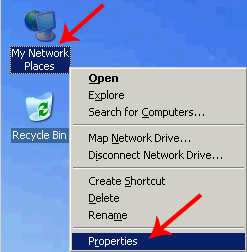 My Network
Places
Recycle Bin
Open
Explore
Search for Computers...
Map Network Drive...
Disconnect Network Drive...
Create Shortcut
Delete
Rename
Properties